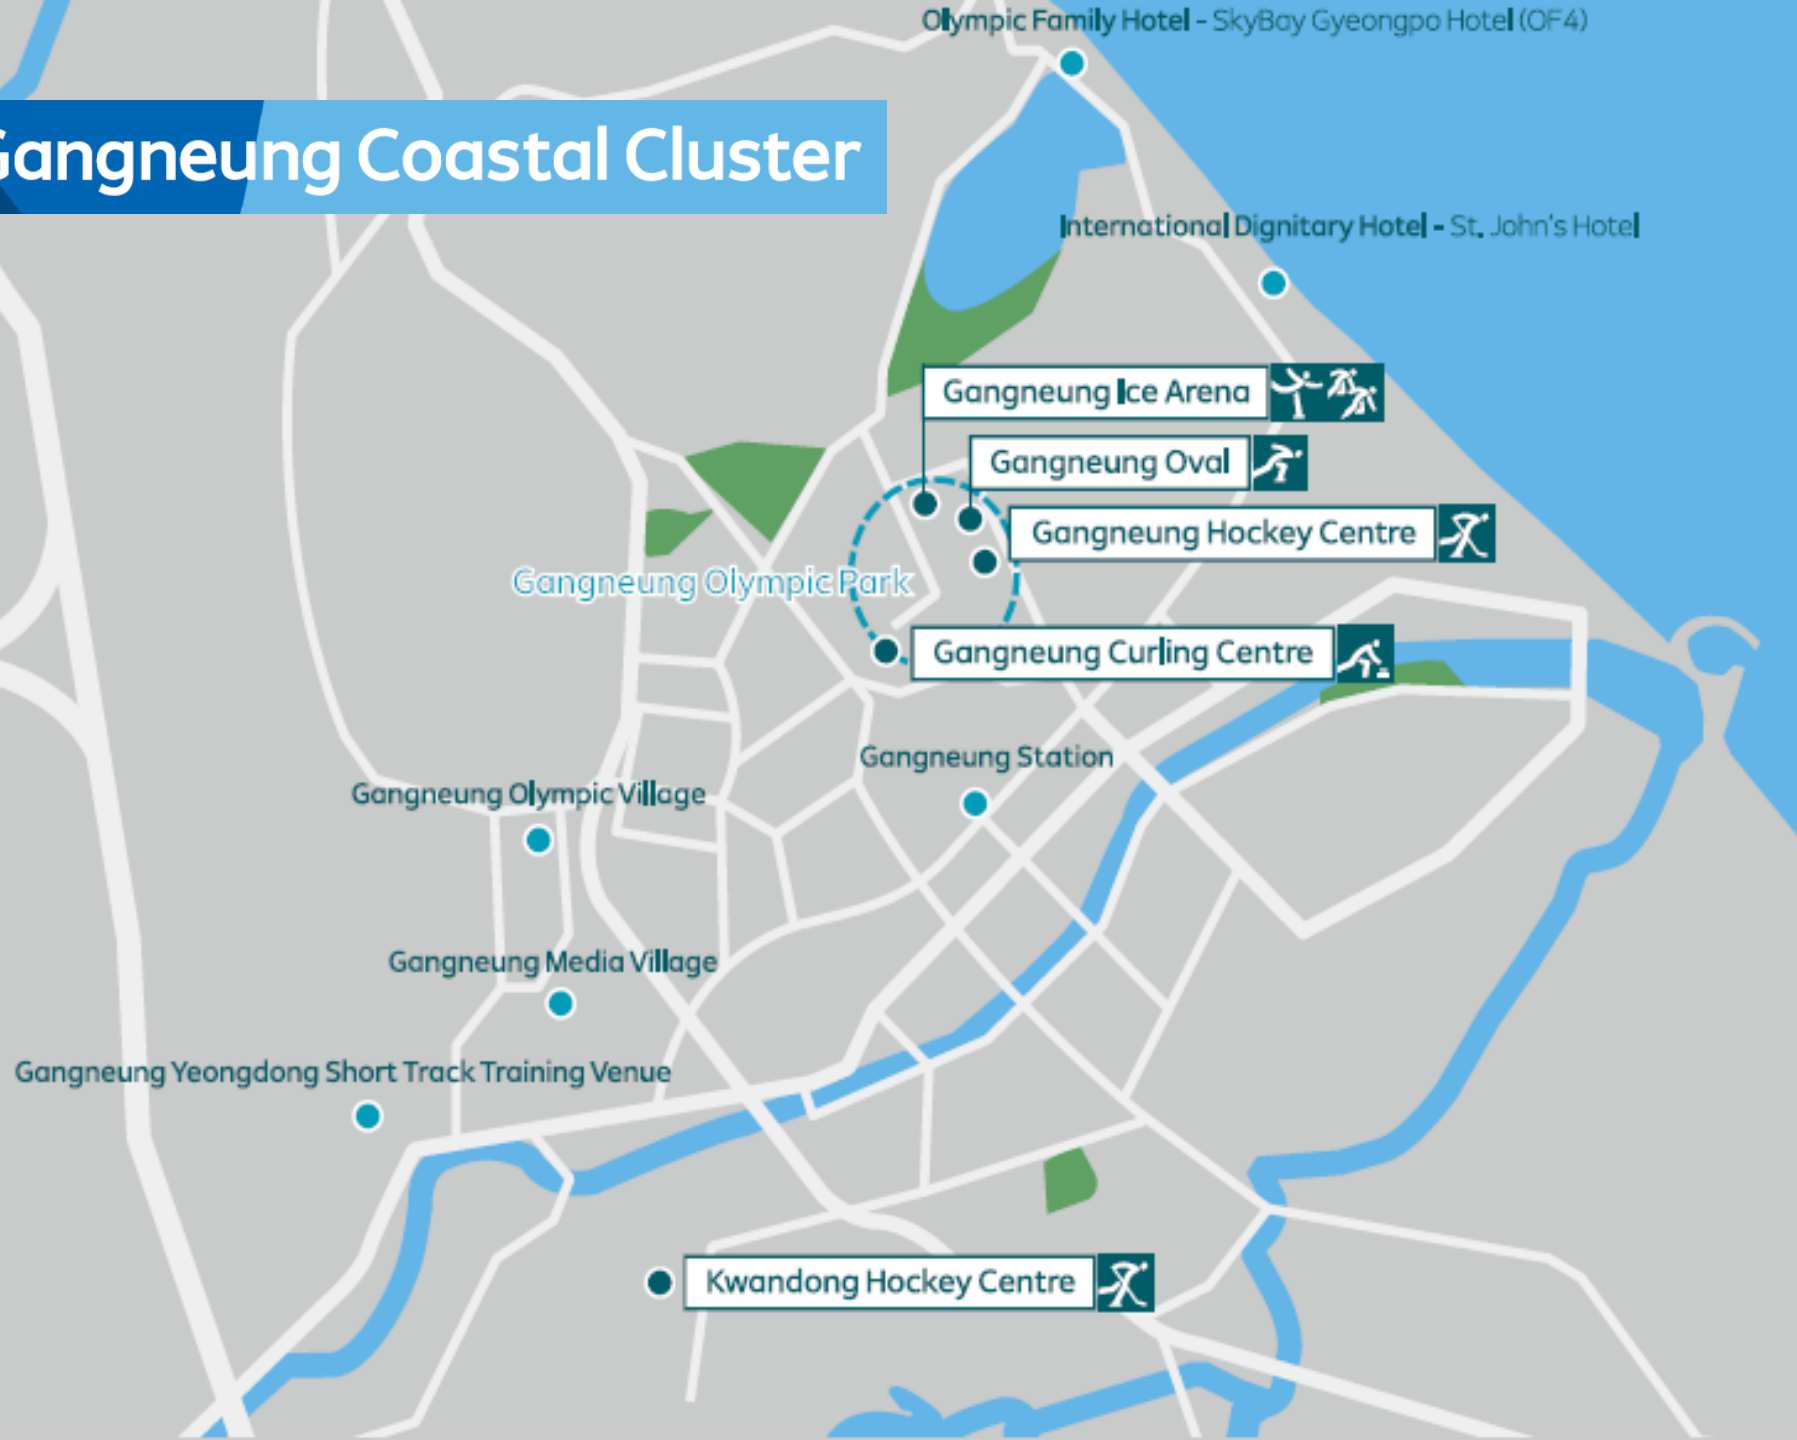 Olympic Family Hotel - SkyBay Gyeongpo Hotel (OF4)
Gangneung Coastal Cluster
International Dignitary Hotel - St. John's Hotel
Gangneung Ice Arena
Gangneung Oval
Gangneung Hockey Centre
Gangneung Olympic Park
Gangneung Curling Centre
Gangneung Station
Gangneung Olympic Village
Gangneung Media Village
Gangneung Yeongdong Short Track Training Venue
Kwandong Hockey Centre